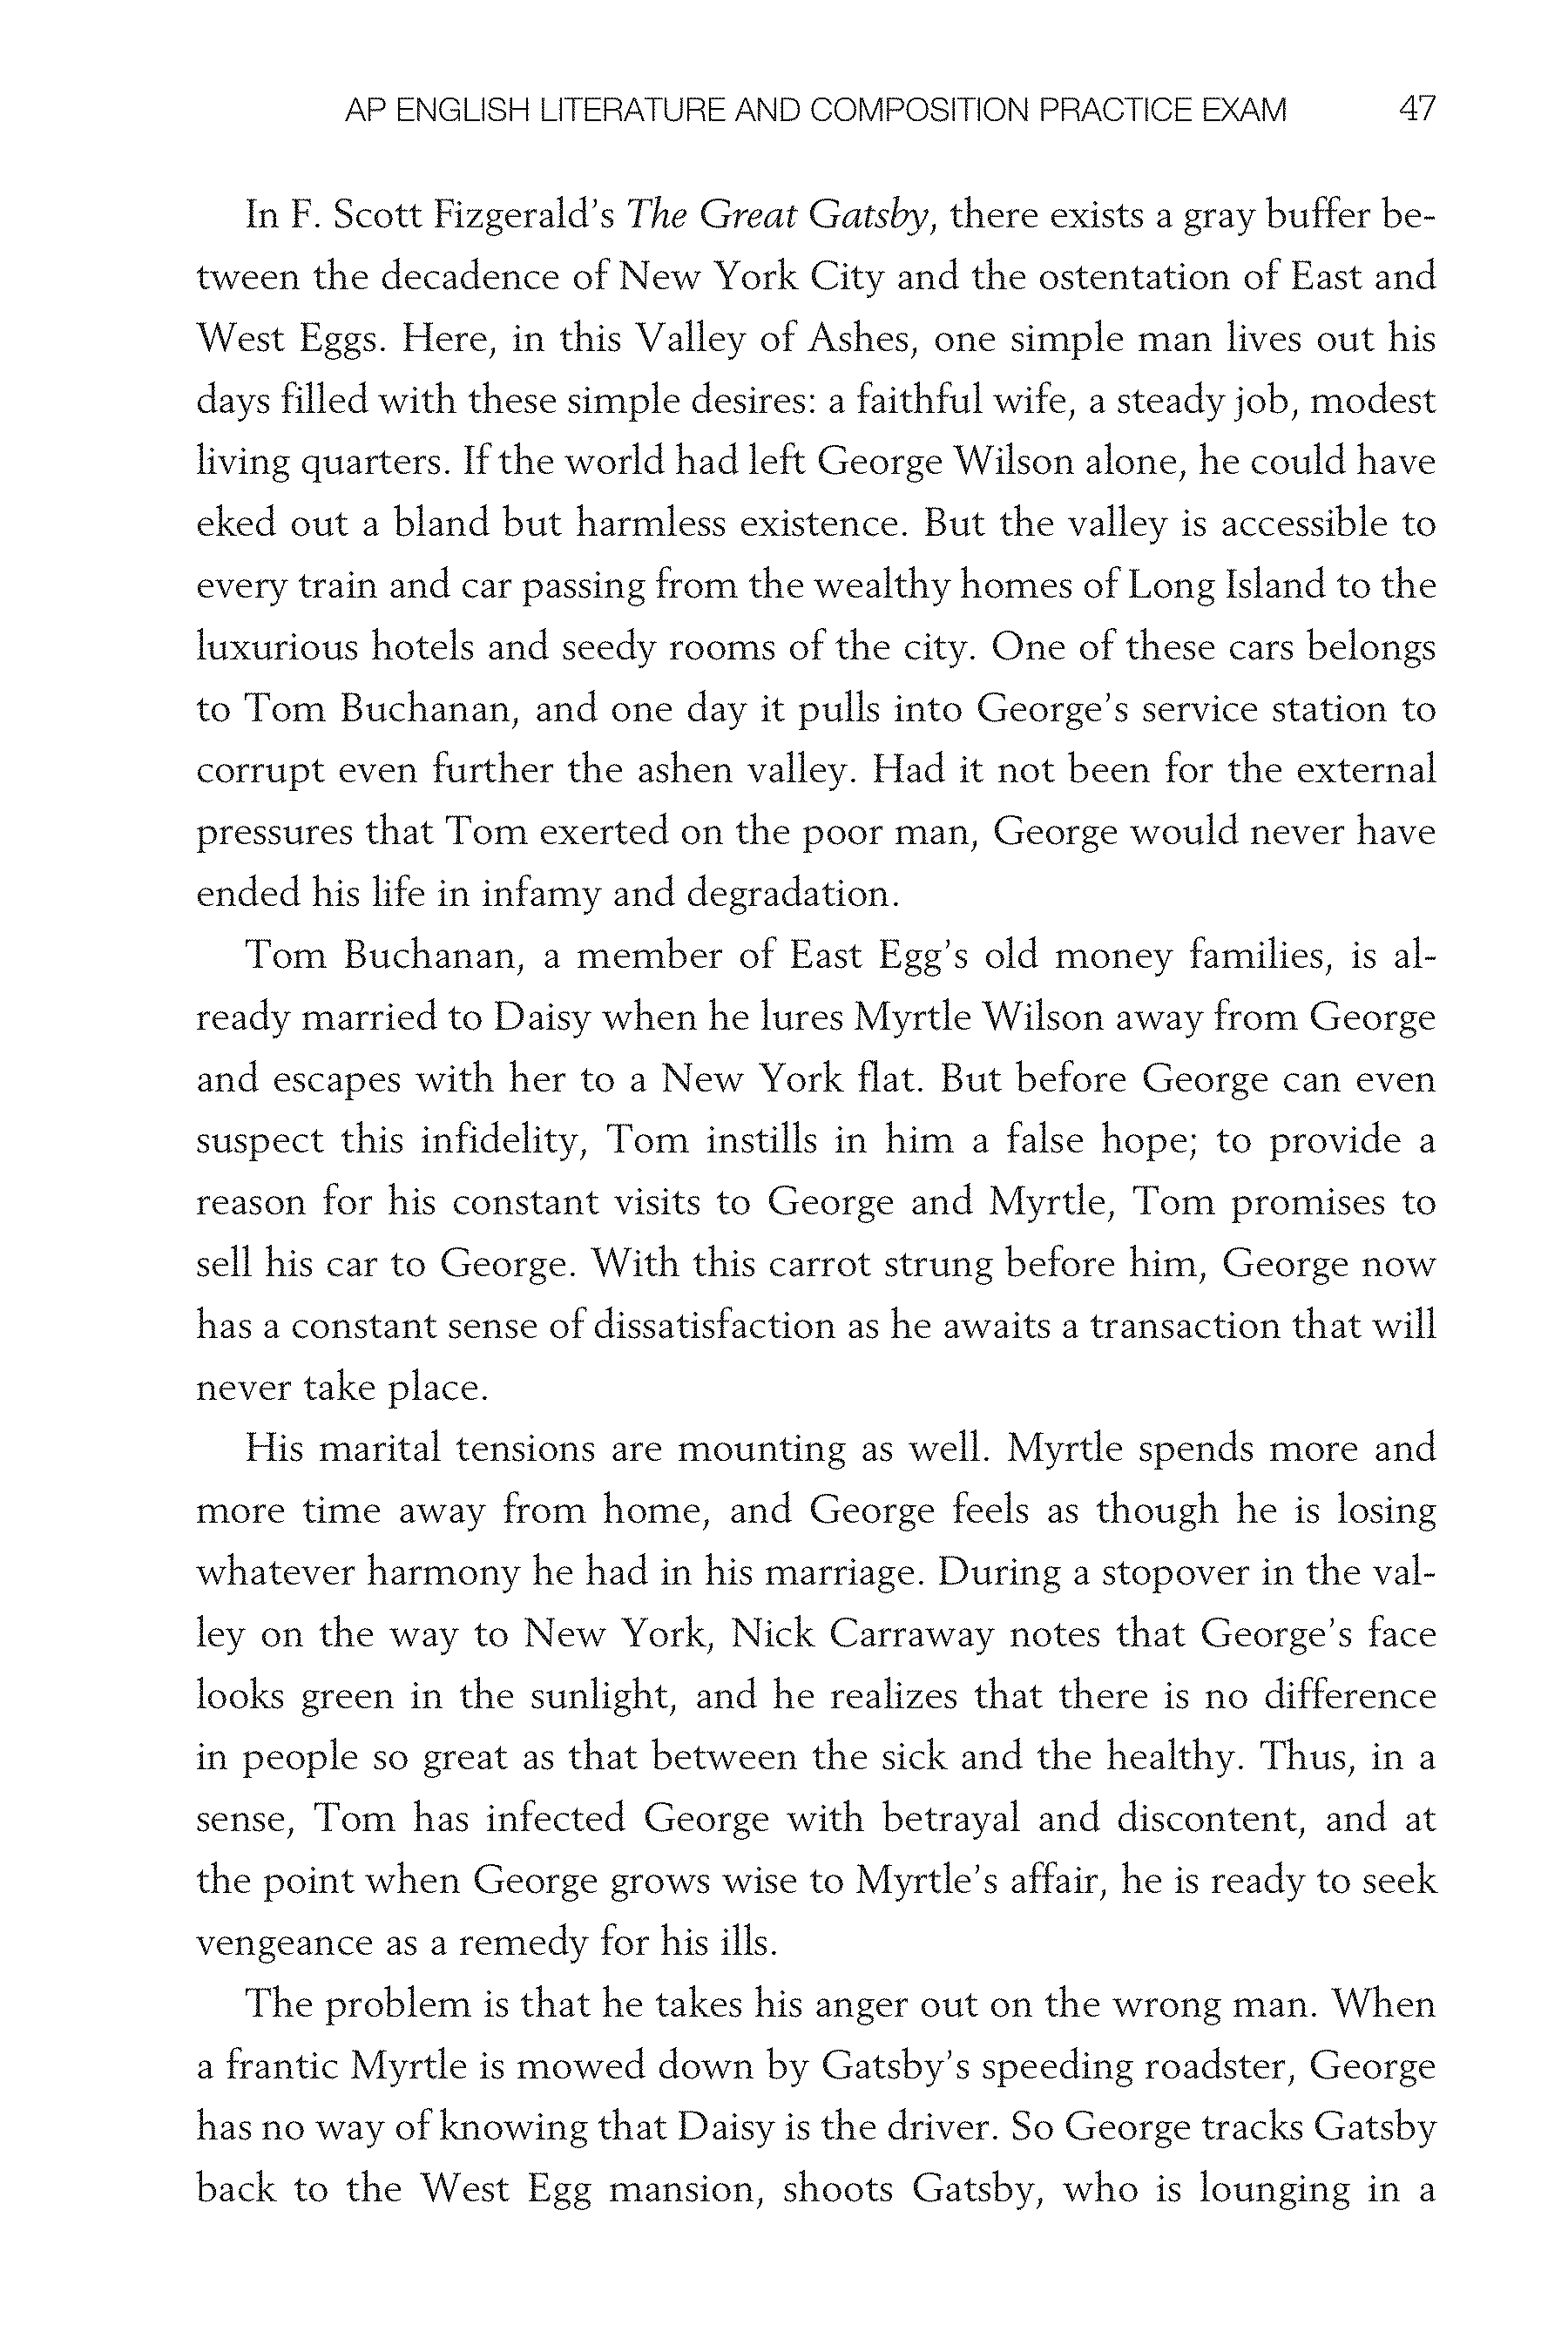 AP ENGLISH LITERATURE AND COMPOSITION PRACTICE EXAM 47
In F. Scott Fizgerald's The Great Gatsby, there exists a gray buffer be-
tween the decadence of New York City and the ostentation of East and
West Eggs. Here, in this Valley of Ashes, one simple man lives out his
days filled with these simple desires: a faithful wife, a steady job, modest
living quarters. If the world had left George Wilson alone, he could have
eked out a bland but harmless existence. But the valley is accessible to
every train and car passing from the wealthy homes of Long Island to the
luxurious hotels and seedy rooms of the city. One of these cars belongs
to Tom Buchanan, and one day it pulls into George's service station to
corrupt even further the ashen valley. Had it not been for the external
pressures that Tom exerted on the poor man, George would never have
ended his life in infamy and degradation.
Tom Buchanan, a member of East Egg's old money families, is al-
ready married to Daisy when he lures Myrtle Wilson away from George
and escapes with her to a New York flat. But before George can even
suspect this infidelity, Tom instills in him a false hope; to provide a
reason for his constant visits to George and Myrtle, Tom promises to
sell his car to George. With this carrot strung before him, George now
has a constant sense of dissatisfaction as he awaits a transaction that will
never take place.
His marital tensions are mounting as well. Myrtle spends more and
more time away from home, and George feels as though he is losing
whatever harmony he had in his marriage. During a stopover in the val-
ley on the way to New York, Nick Carraway notes that George's face
looks green in the sunlight, and he realizes that there is no difference
in people so great as that between the sick and the healthy. Thus, in a
sense, Tom has infected George with betrayal and discontent, and at
the point when George grows wise to Myrtle's affair, he is ready to seek
vengeance as a remedy for his ills.
The problem is that he takes his anger out on the wrong man. When
a frantic Myrtle is mowed down by Gatsby's speeding roadster, George
has no way of knowing that Daisy is the driver. So George tracks Gatsby
back to the West Egg mansion, shoots Gatsby, who is lounging in a